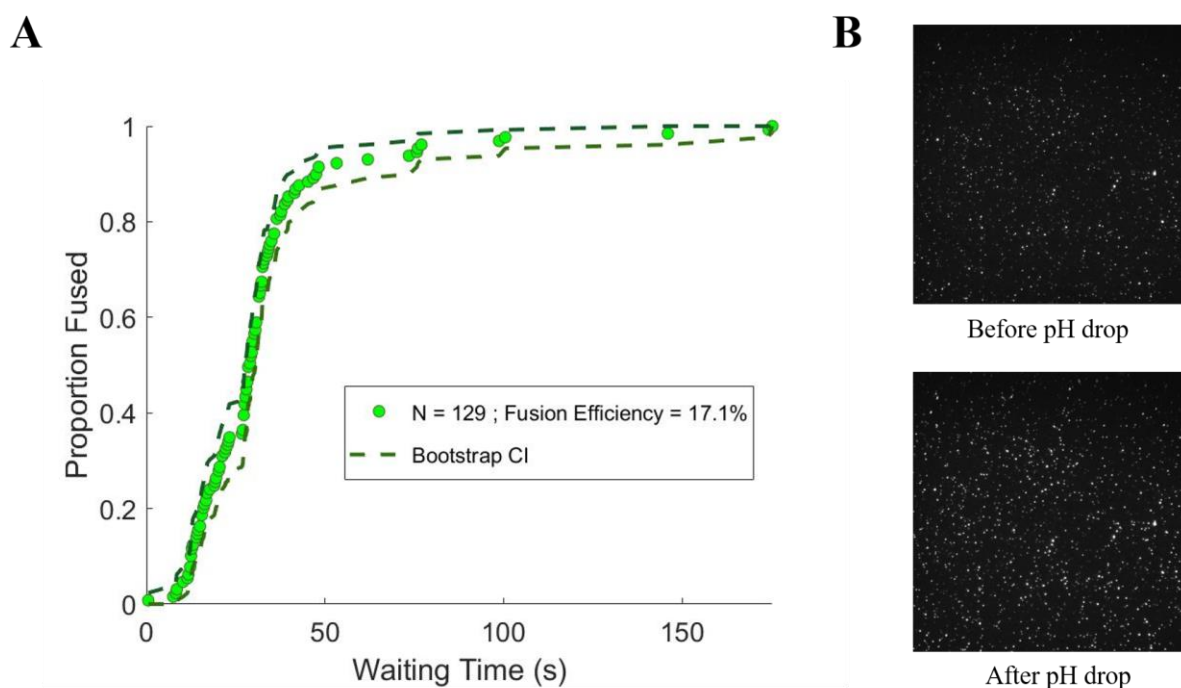 A
B
1
0.8
0.6
0.4
0.2
0
Proportion Fused
N = 129 ; Fusion Efficiency = 17.1%
Bootstrap CI
0 50 100 150
Waiting Time (s)
Before pH drop
After pH drop